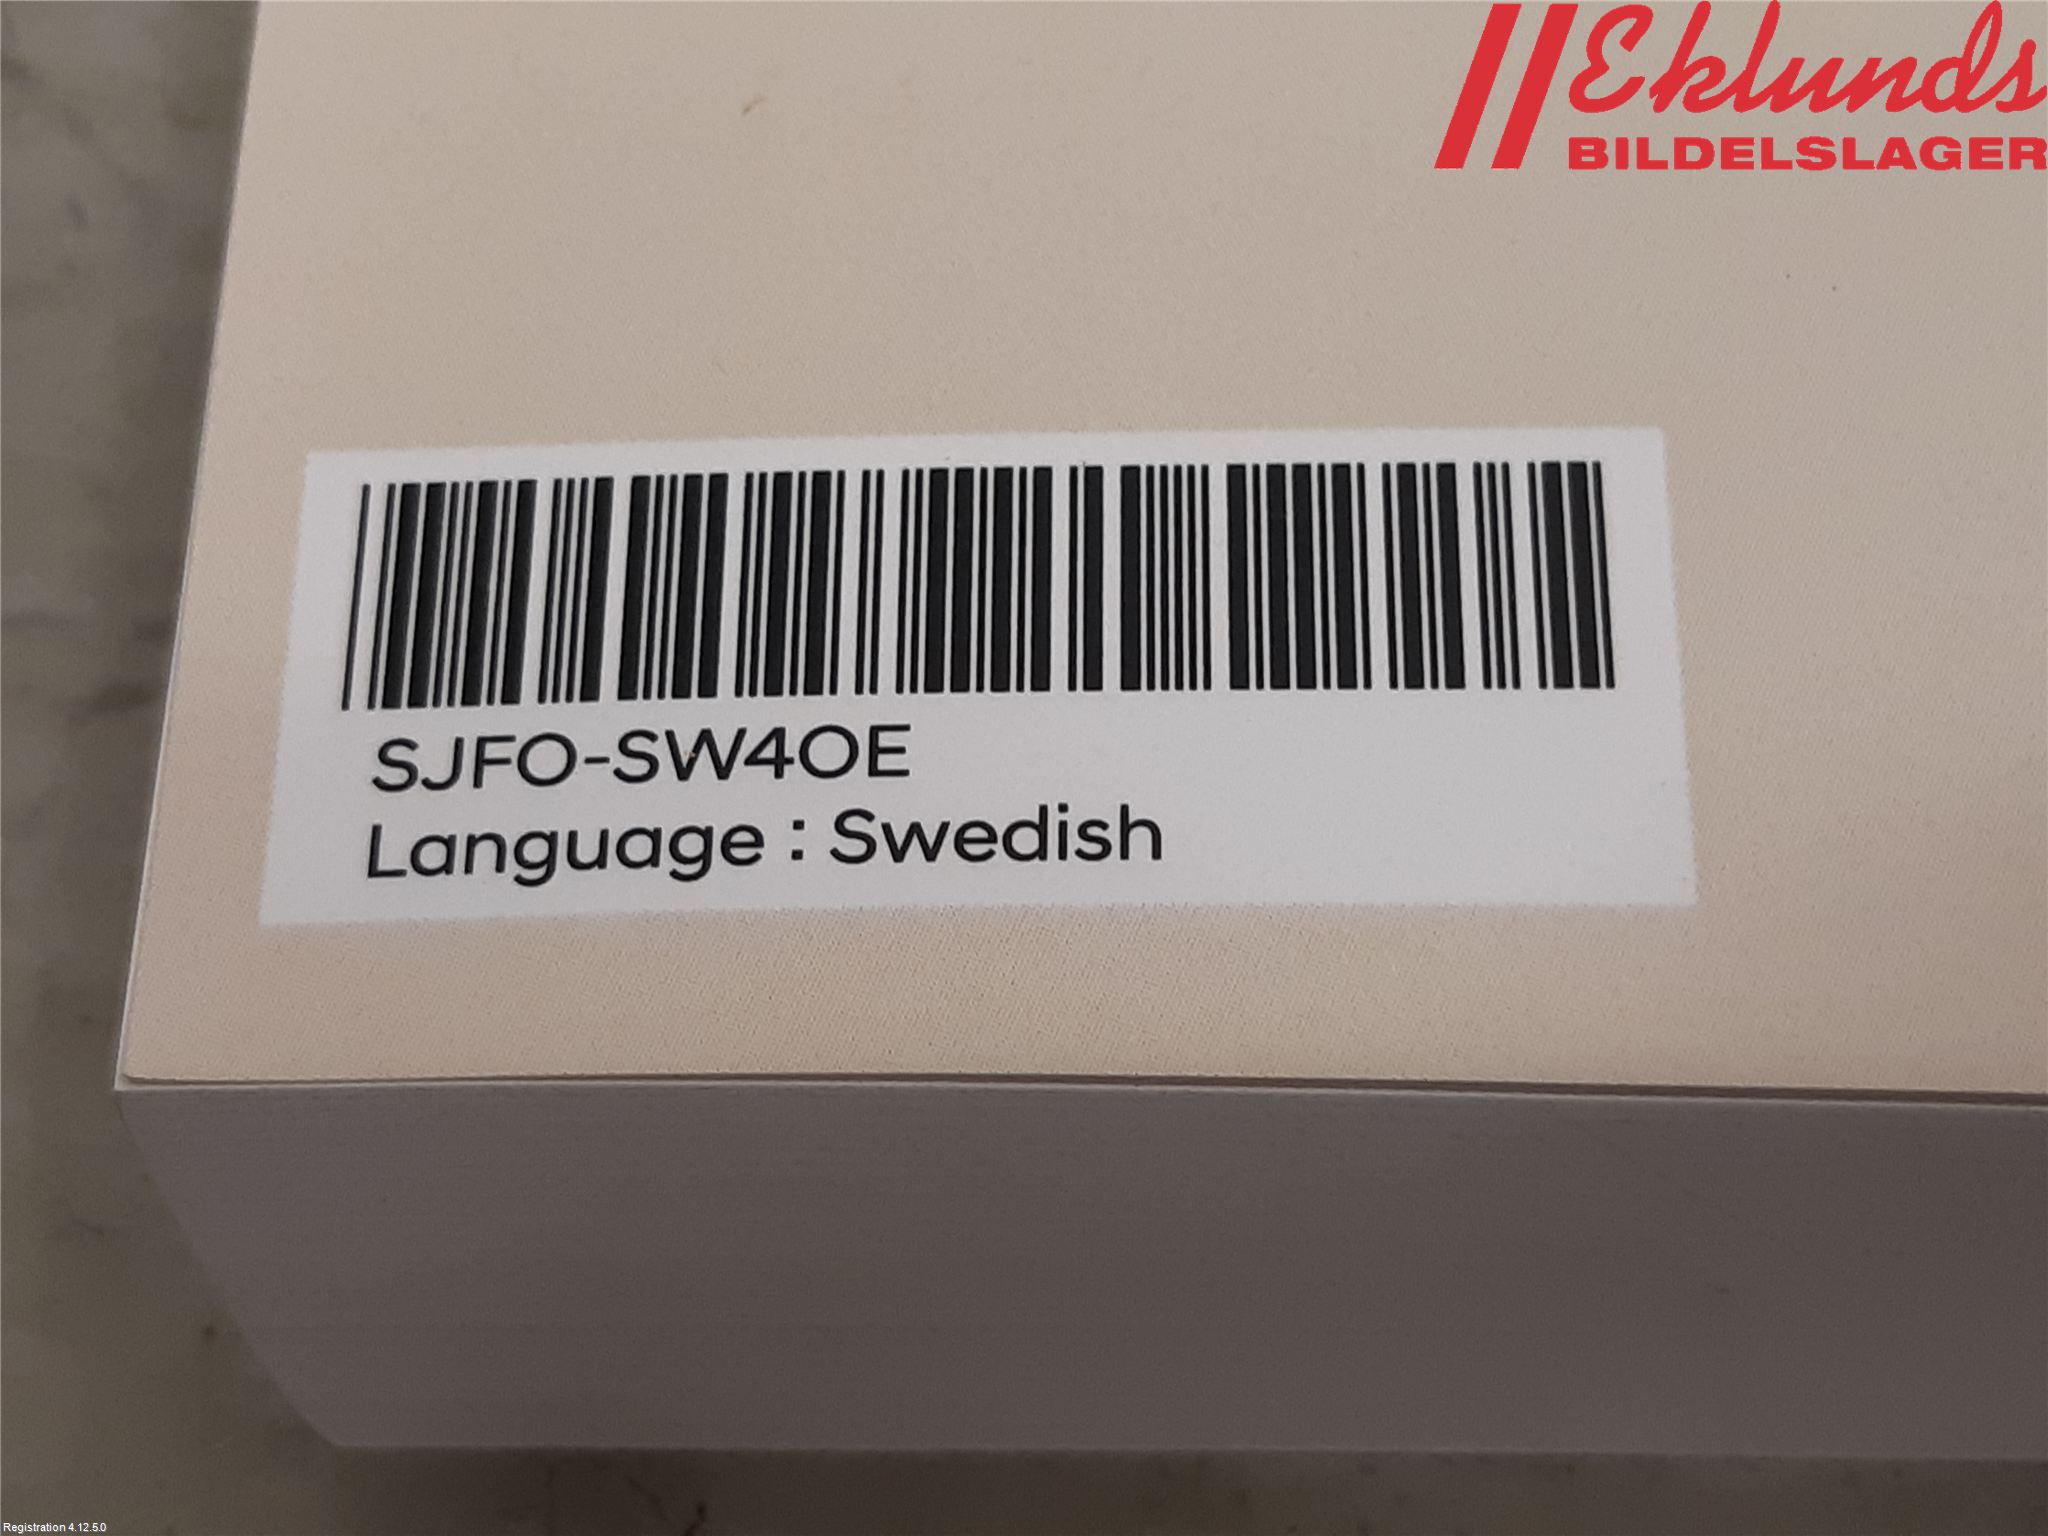 Eklunds
BILDELSLAGER
SJFO-SW4OE
Language : Swedish
Registration 4.12.5.0